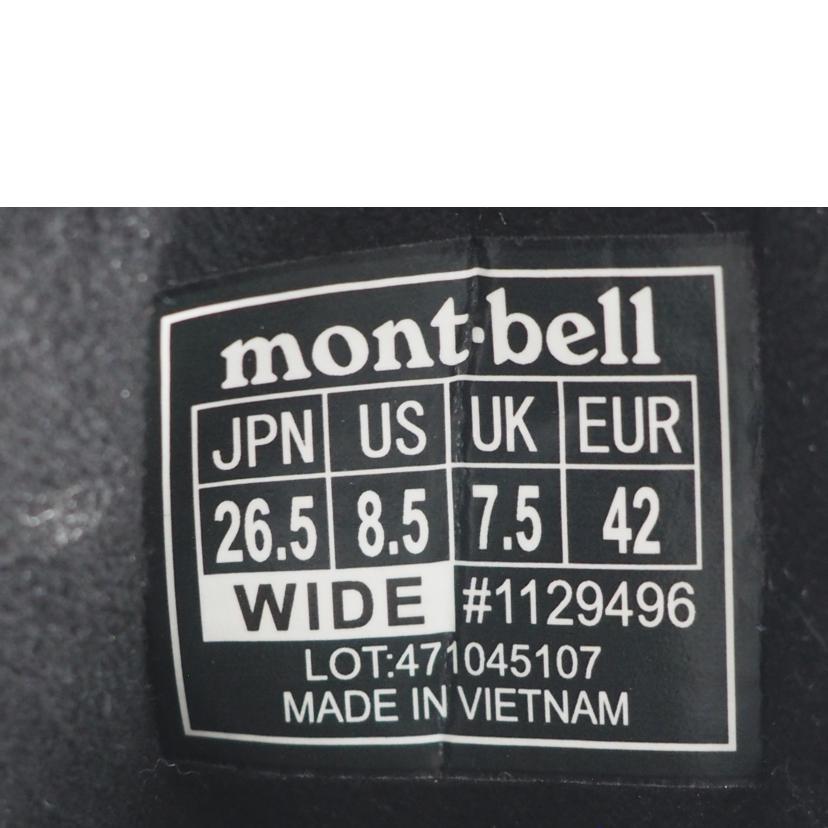 mont·bell
JPN US UK EUR
26.5 8.5 7.5 42
WIDE #1129496
LOT:471045107
MADE IN VIETNAM